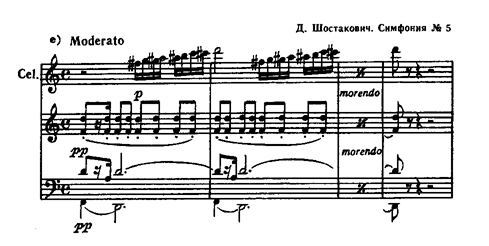 Д. Шостакович. Симфония № 5
е) Moderato
Cel.
p
morendo
pp
morendo
pp